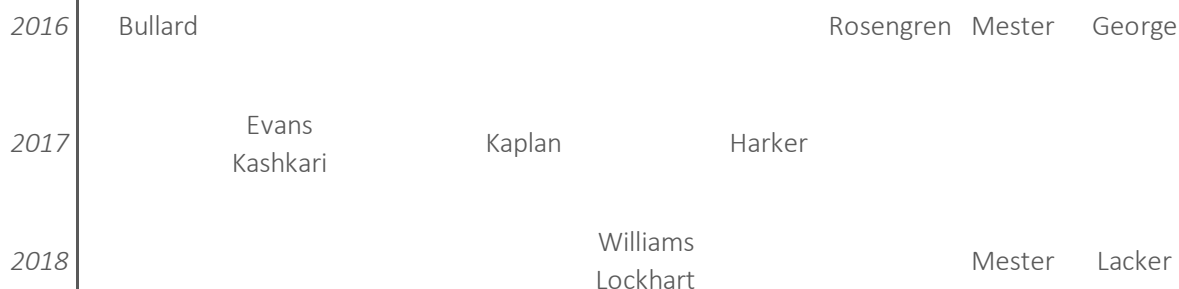 2016 Bullard Rosengren Mester George
Evans
2017 Kaplan Harker
Kashkari
Williams
2018 Mester Lacker
Lockhart